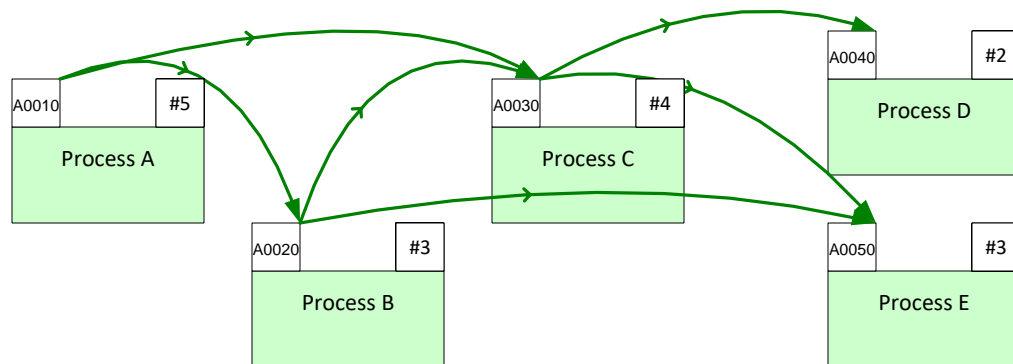 A0010
#5
Process A
A0020
#3
Process B
A0030
#4
Process C
A0040
#2
Process D
A0050
#3
Process E